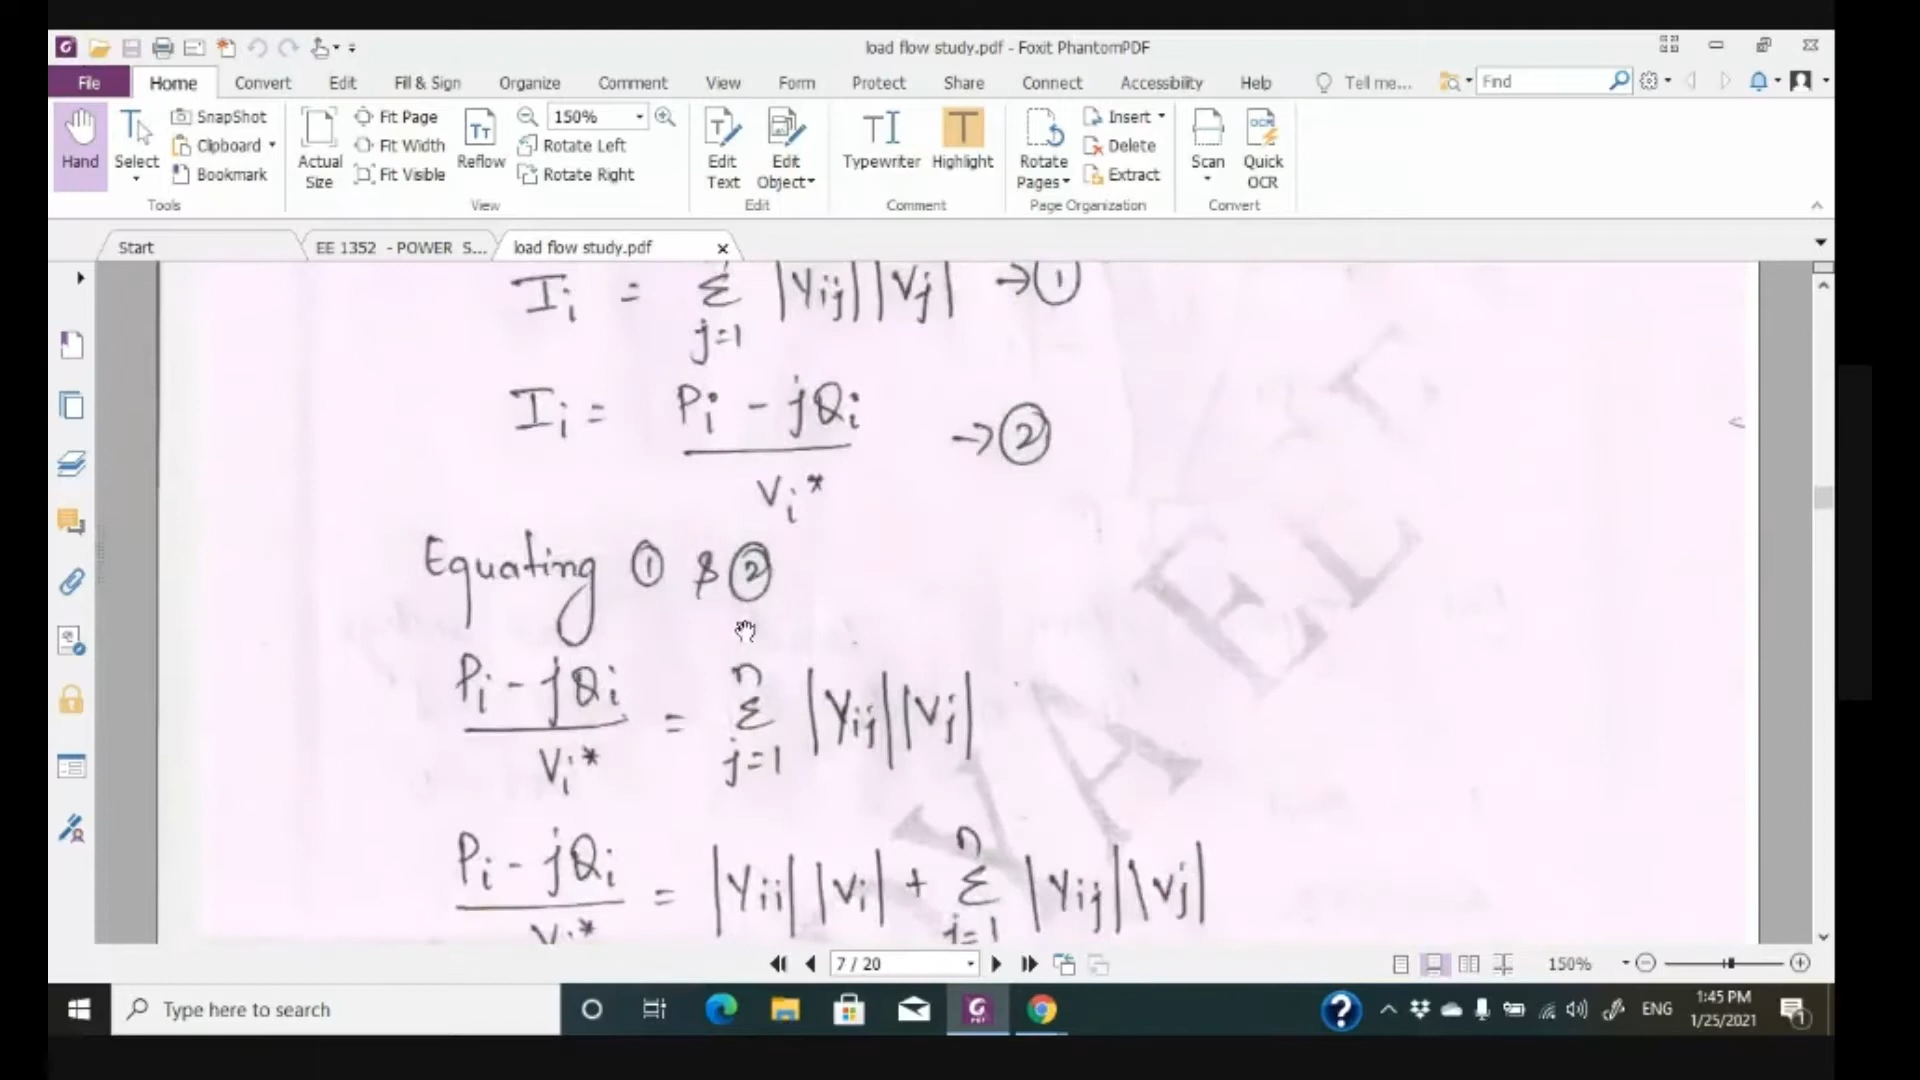 load flow study.pdf - Foxit PhantomPDF
File Home Convert Edit Fill & Sign Organize Comment View Form Protect Share Connect Accessibility Help Tell me... Find
Hand
Select
SnapShot
Clipboard
Bookmark
Tools
Actual
Size
Fit Page
Fit Width
Fit Visible
Reflow
150%
Rotate Left
Rotate Right
View
Edit
Text
Edit
Object
Edit
Typewriter
Highlight
Comment
Rotate
Pages
Insert
Delete
Extract
Page Organization
Scan
Quick
OCR
Convert
Start
EE 1352 - POWER S...
load flow study.pdf
Ii = Σ |Yij||Vj| → ①
j=1
Ii = Pi - jQi → ②
Vi*
Equating ① & ②
n
Pi - jQi = Σ |Yij||Vj|
Vi* j=1
n
Pi - jQi = |Yii||Vi| + Σ |Yij||Vj|
Vi* j=1
7 / 20
150%
Type here to search
ENG
1:45 PM
1/25/2021
1